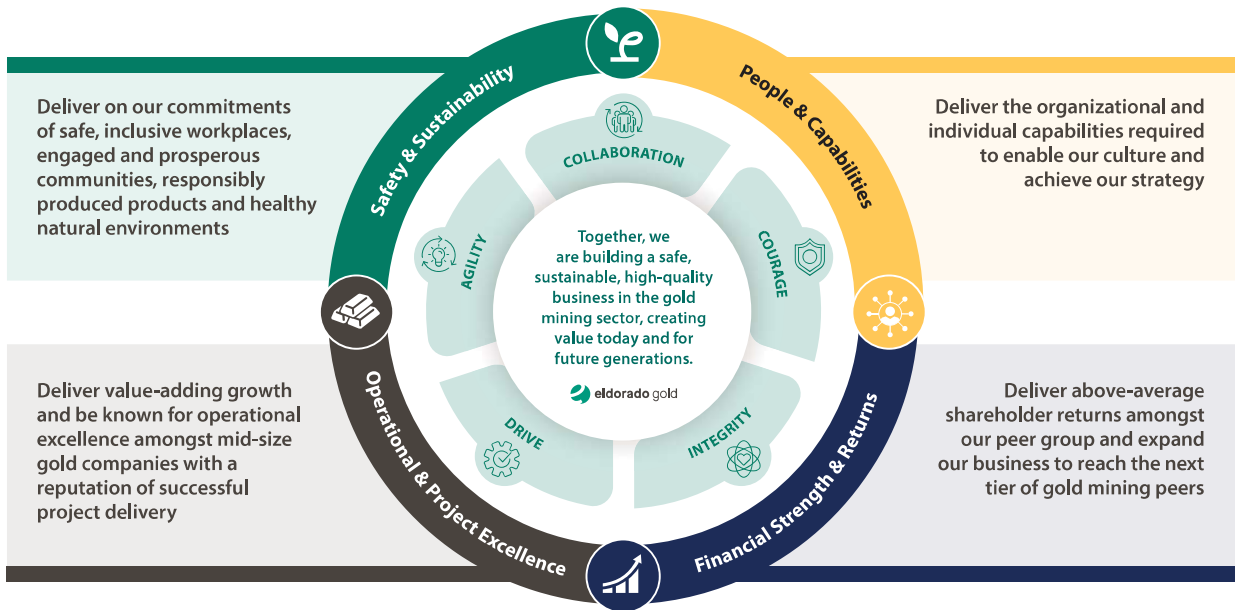 Safety & Sustainability
Deliver on our commitments
of safe, inclusive workplaces,
engaged and prosperous
communities, responsibly
produced products and healthy
natural environments
People & Capabilities
Deliver the organizational and
individual capabilities required
to enable our culture and
achieve our strategy
COLLABORATION
AGILITY
COURAGE
Together, we
are building a safe,
sustainable, high-quality
business in the gold
mining sector, creating
value today and for
future generations.
eldorado gold
DRIVE
INTEGRITY
Operational & Project Excellence
Deliver value-adding growth
and be known for operational
excellence amongst mid-size
gold companies with a
reputation of successful
project delivery
Financial Strength & Returns
Deliver above-average
shareholder returns amongst
our peer group and expand
our business to reach the next
tier of gold mining peers